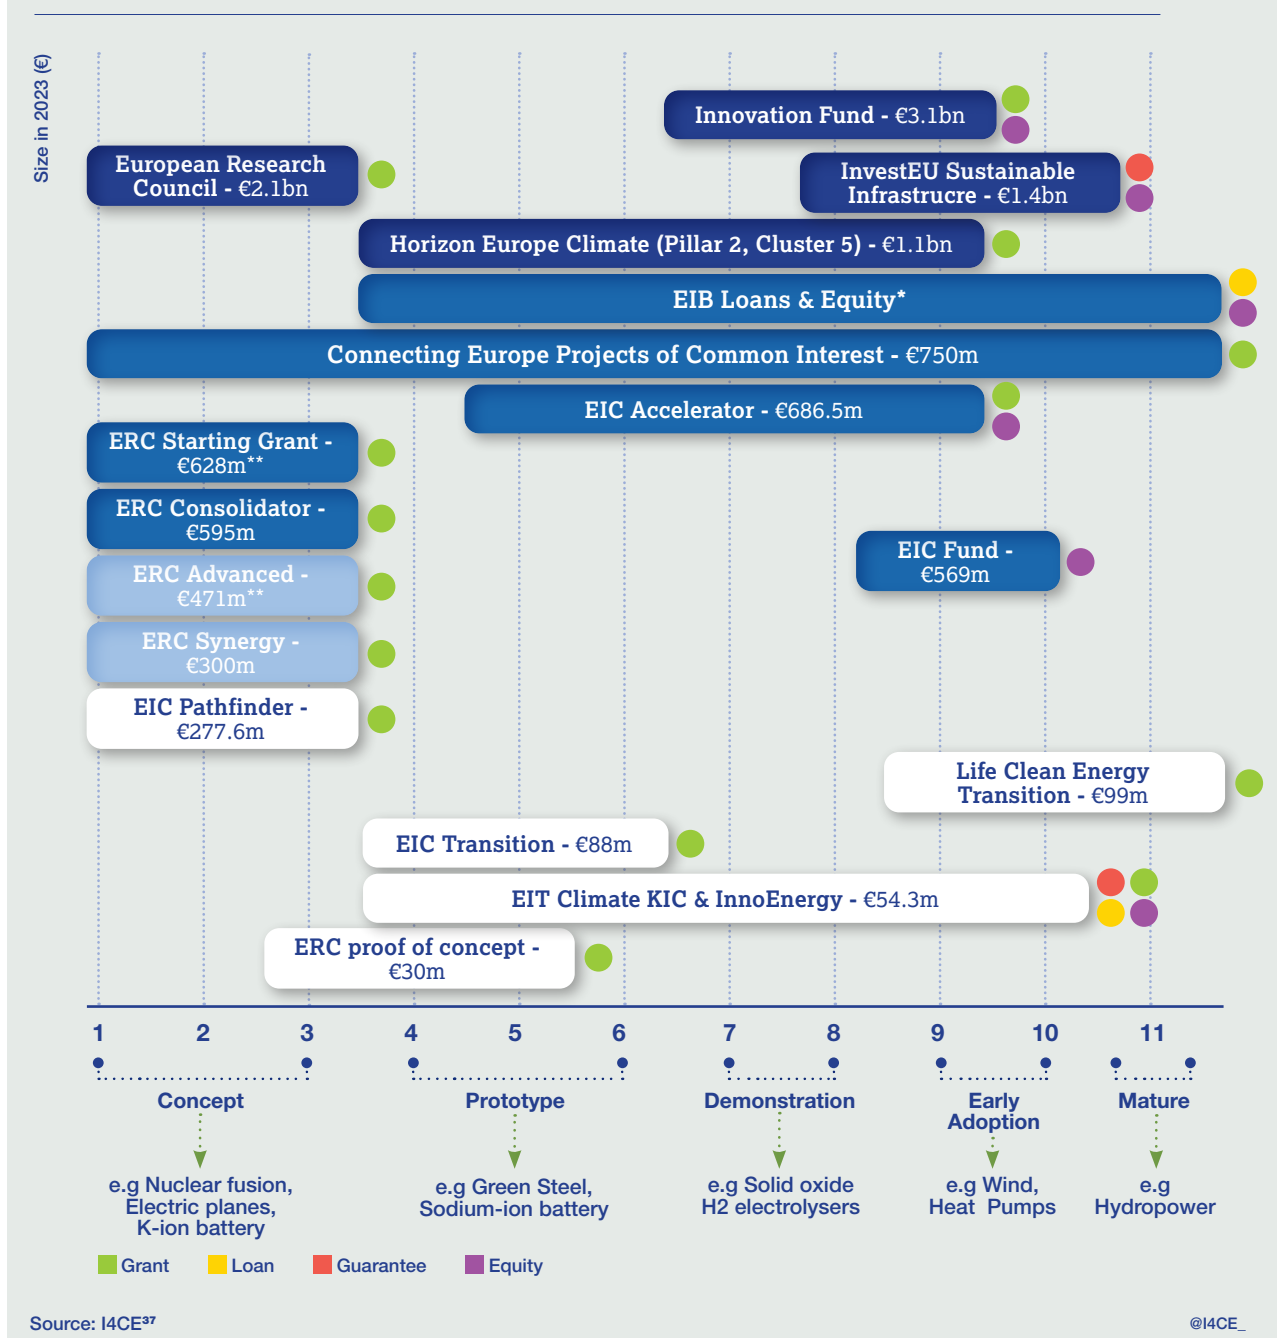 Size in 2023 (€)
Innovation Fund - €3.1bn
European Research
Council - €2.1bn
InvestEU Sustainable
Infrastrucre - €1.4bn
Horizon Europe Climate (Pillar 2, Cluster 5) - €1.1bn
EIB Loans & Equity*
Connecting Europe Projects of Common Interest - €750m
EIC Accelerator - €686.5m
ERC Starting Grant -
€628m**
ERC Consolidator -
€595m
EIC Fund -
€569m
ERC Advanced -
€471m**
ERC Synergy -
€300m
EIC Pathfinder -
€277.6m
Life Clean Energy
Transition - €99m
EIC Transition - €88m
EIT Climate KIC & InnoEnergy - €54.3m
ERC proof of concept -
€30m
1 2 3 4 5 6 7 8 9 10 11
Concept
Prototype
Demonstration
Early
Adoption
Mature
e.g Nuclear fusion,
Electric planes,
K-ion battery
e.g Green Steel,
Sodium-ion battery
e.g Solid oxide
H2 electrolysers
e.g Wind,
Heat Pumps
e.g
Hydropower
Grant Loan Guarantee Equity
Source: I4CE³⁷
@I4CE_